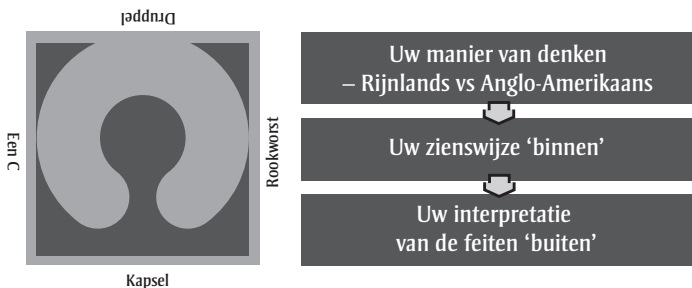 Druppel
Een C
Rookworst
Kapsel
Uw manier van denken
– Rijnlands vs Anglo-Amerikaans
Uw zienswijze ‘binnen’
Uw interpretatie
van de feiten ‘buiten’